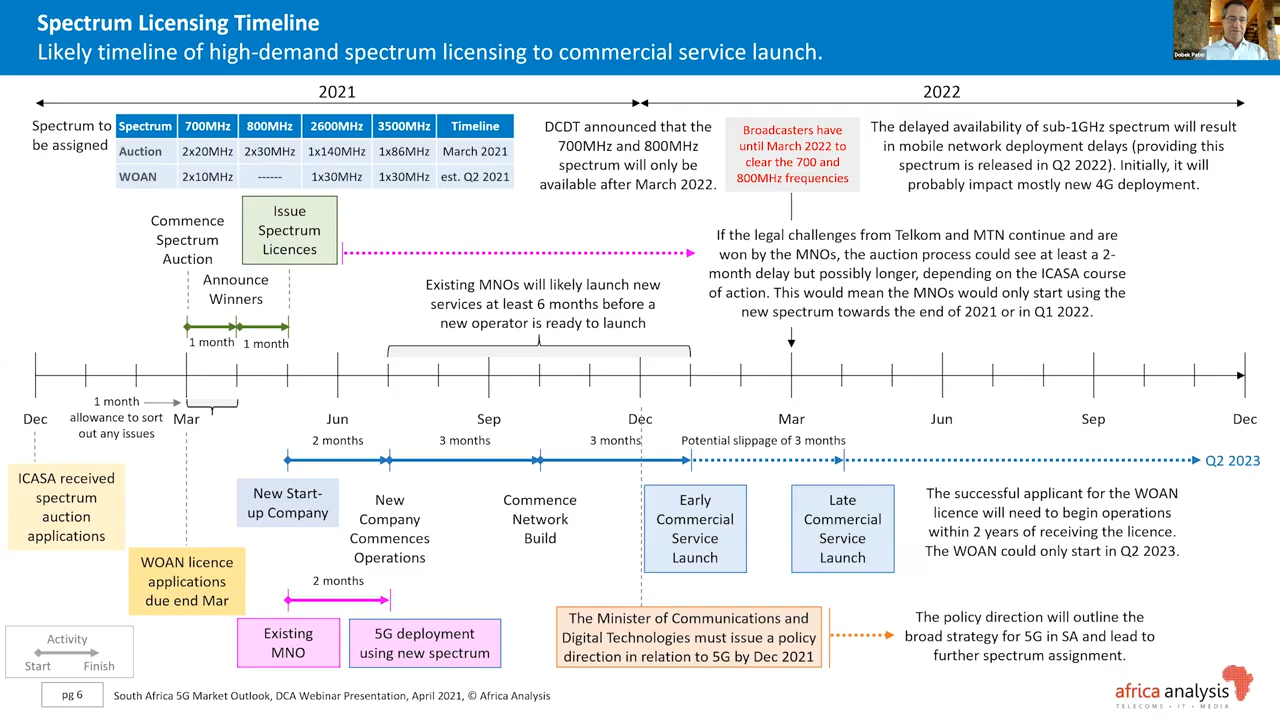 Spectrum Licensing Timeline
Likely timeline of high-demand spectrum licensing to commercial service launch.
Dobek Pater
2021
2022
Spectrum to
be assigned
Spectrum 700MHz 800MHz 2600MHz 3500MHz Timeline
Auction 2x20MHz 2x30MHz 1x140MHz 1x86MHz March 2021
WOAN 2x10MHz ------ 1x30MHz 1x30MHz est. Q2 2021
DCDT announced that the
700MHz and 800MHz
spectrum will only be
available after March 2022.
Broadcasters have
until March 2022 to
clear the 700 and
800MHz frequencies
The delayed availability of sub-1GHz spectrum will result
in mobile network deployment delays (providing this
spectrum is released in Q2 2022). Initially, it will
probably impact mostly new 4G deployment.
Commence
Spectrum
Auction
Issue
Spectrum
Licences
Announce
Winners
1 month
1 month
Existing MNOs will likely launch new
services at least 6 months before a
new operator is ready to launch
If the legal challenges from Telkom and MTN continue and are
won by the MNOs, the auction process could see at least a 2-
month delay but possibly longer, depending on the ICASA course
of action. This would mean the MNOs would only start using the
new spectrum towards the end of 2021 or in Q1 2022.
1 month
allowance to sort
out any issues
Dec Mar Jun Sep Dec Mar Jun Sep Dec
2 months
3 months
3 months
Potential slippage of 3 months
Q2 2023
ICASA received
spectrum
auction
applications
WOAN licence
applications
due end Mar
New Start-
up Company
New
Company
Commences
Operations
Commence
Network
Build
Early
Commercial
Service
Launch
Late
Commercial
Service
Launch
The successful applicant for the WOAN
licence will need to begin operations
within 2 years of receiving the licence.
The WOAN could only start in Q2 2023.
2 months
Existing
MNO
5G deployment
using new spectrum
The Minister of Communications and
Digital Technologies must issue a policy
direction in relation to 5G by Dec 2021
The policy direction will outline the
broad strategy for 5G in SA and lead to
further spectrum assignment.
Activity
Start Finish
pg 6
South Africa 5G Market Outlook, DCA Webinar Presentation, April 2021, © Africa Analysis
africa analysis
TELECOMS • IT • MEDIA